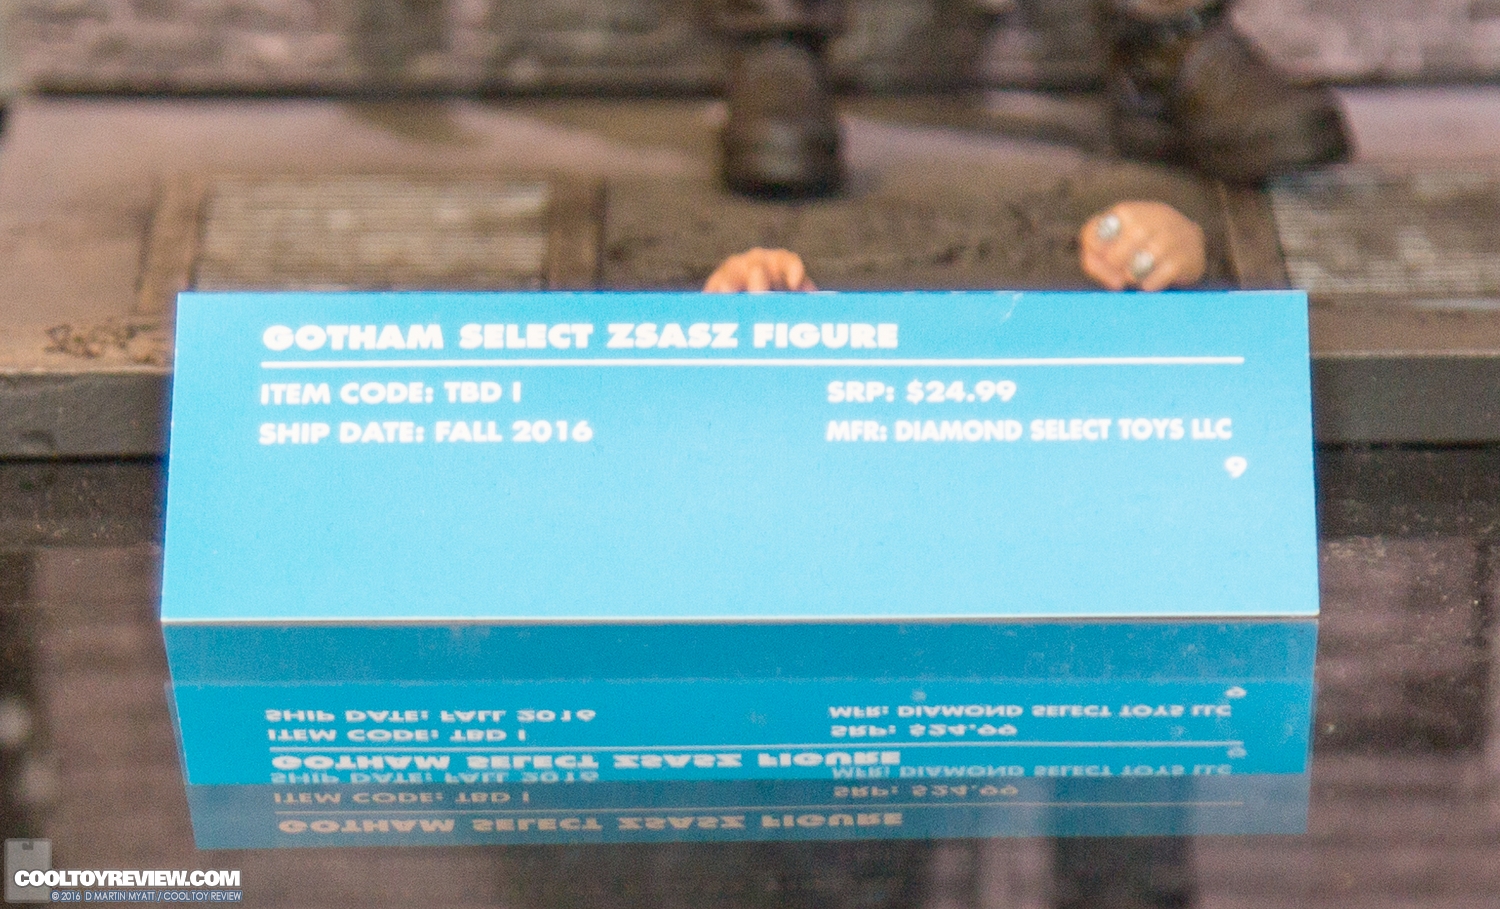 GOTHAM SELECT ZSASZ FIGURE
ITEM CODE: TBD I
SRP: $24.99
SHIP DATE: FALL 2016
MFR: DIAMOND SELECT TOYS LLC
9
COOLTOYREVIEW.COM
© 2016 D MARTIN MYATT / COOL TOY REVIEW